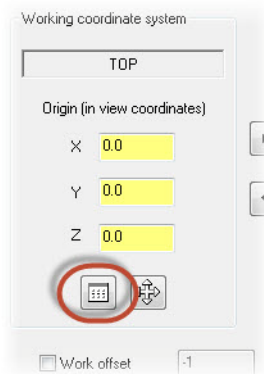 Working coordinate system
TOP
Origin (in view coordinates)
X 0.0
Y 0.0
Z 0.0
Work offset -1